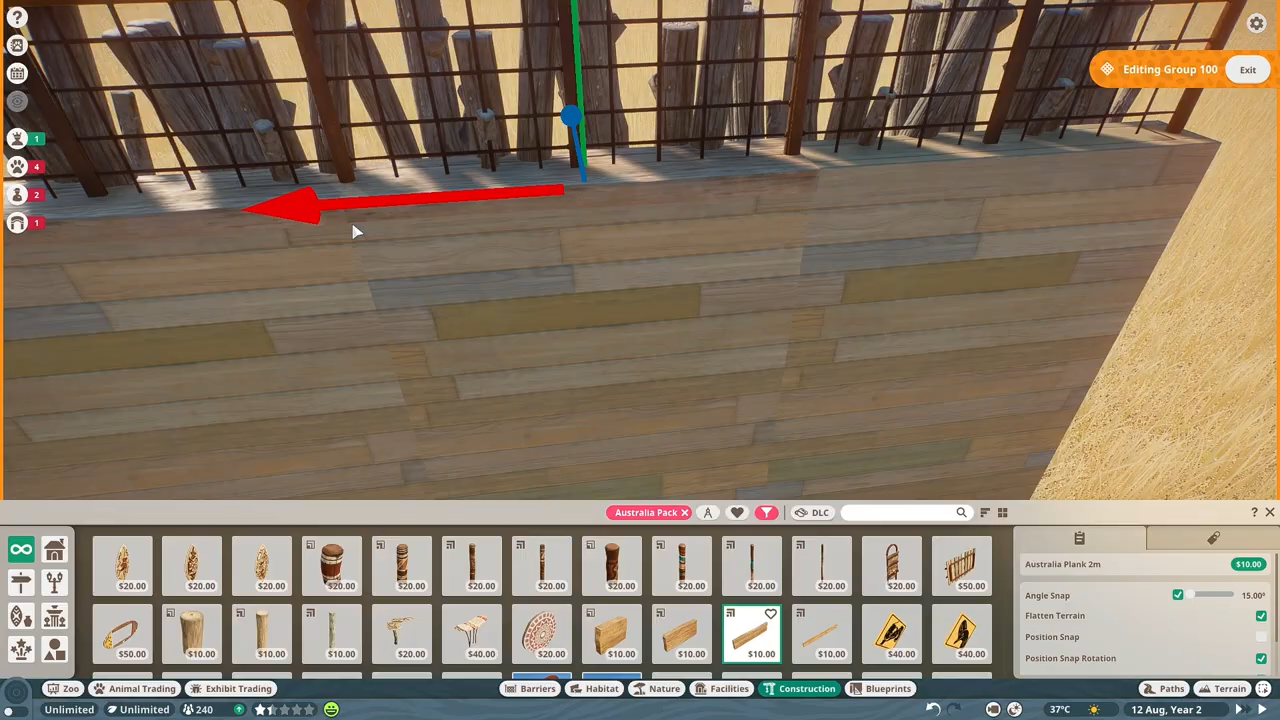 ?
Editing Group 100
Exit
1
4
2
1
Australia Pack ✕
DLC
? ✕
$20.00 $20.00 $20.00 $20.00 $20.00 $20.00 $20.00 $20.00 $20.00 $20.00 $20.00 $20.00 $50.00
$50.00 $10.00 $10.00 $10.00 $20.00 $40.00 $20.00 $10.00 $10.00 $10.00 $10.00 $40.00 $40.00
Australia Plank 2m $10.00
Angle Snap 15.00°
Flatten Terrain
Position Snap
Position Snap Rotation
Zoo Animal Trading Exhibit Trading Barriers Habitat Nature Facilities Construction Blueprints Paths Terrain
Unlimited Unlimited 240 37°C 12 Aug, Year 2